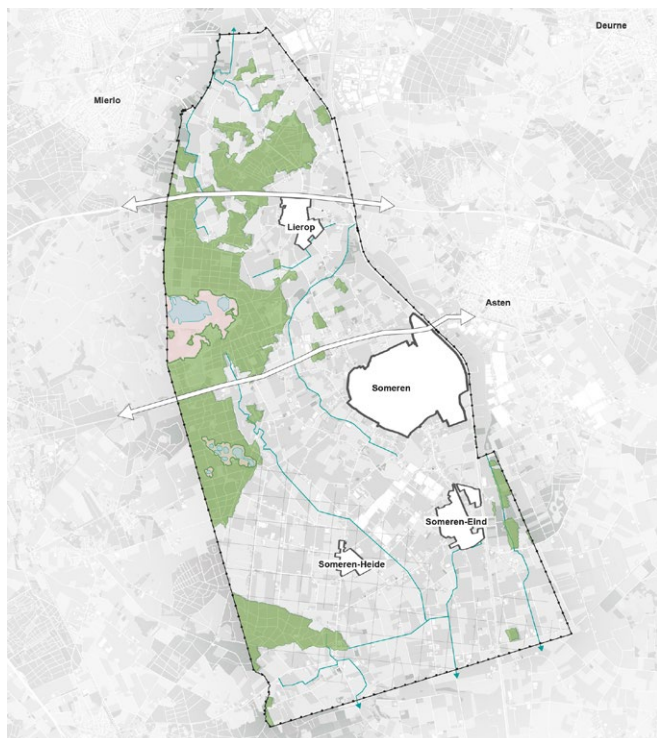 Deurne
Mierlo
Lierop
Asten
Someren
Someren-Eind
Someren-Heide